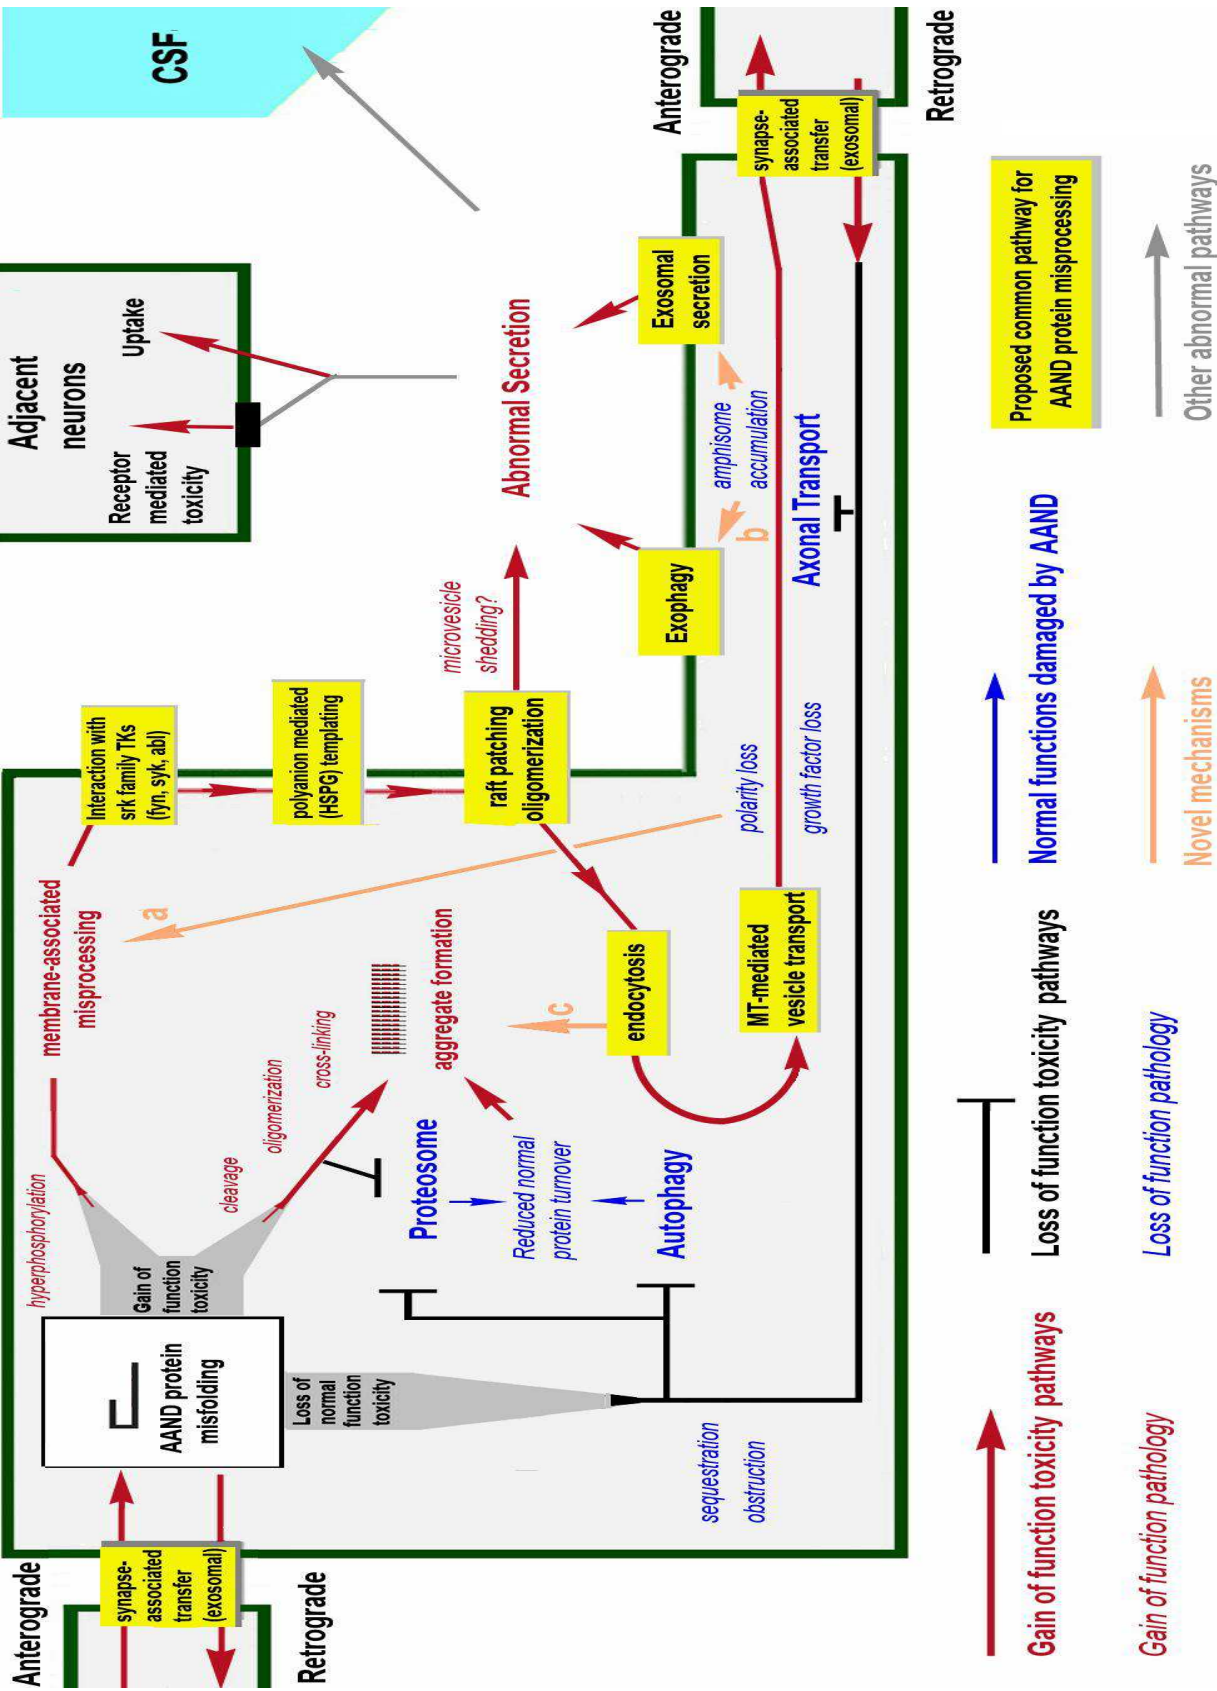 Anterograde
synapse-
associated
transfer
(exosomal)
Retrograde
AAND protein
misfolding
Gain of
function
toxicity
Loss of
normal
function
toxicity
hyperphosphorylation
membrane-associated
misprocessing
cleavage
oligomerization
cross-linking
aggregate formation
Proteosome
Reduced normal
protein turnover
Autophagy
sequestration
obstruction
a
Interaction with
srk family TKs
(fyn, syk, abl)
polyanion mediated
(HSPG) templating
raft patching
oligomerization
microvesicle
shedding?
c
endocytosis
MT-mediated
vesicle transport
polarity loss
growth factor loss
Adjacent
neurons
Receptor
mediated
toxicity
Uptake
CSF
Abnormal Secretion
Exophagy
Exosomal
secretion
b
amphisome
accumulation
Axonal Transport
Anterograde
synapse-
associated
transfer
(exosomal)
Retrograde
Gain of function toxicity pathways
Loss of function toxicity pathways
Normal functions damaged by AAND
Proposed common pathway for
AAND protein misprocessing
Gain of function pathology
Loss of function pathology
Novel mechanisms
Other abnormal pathways